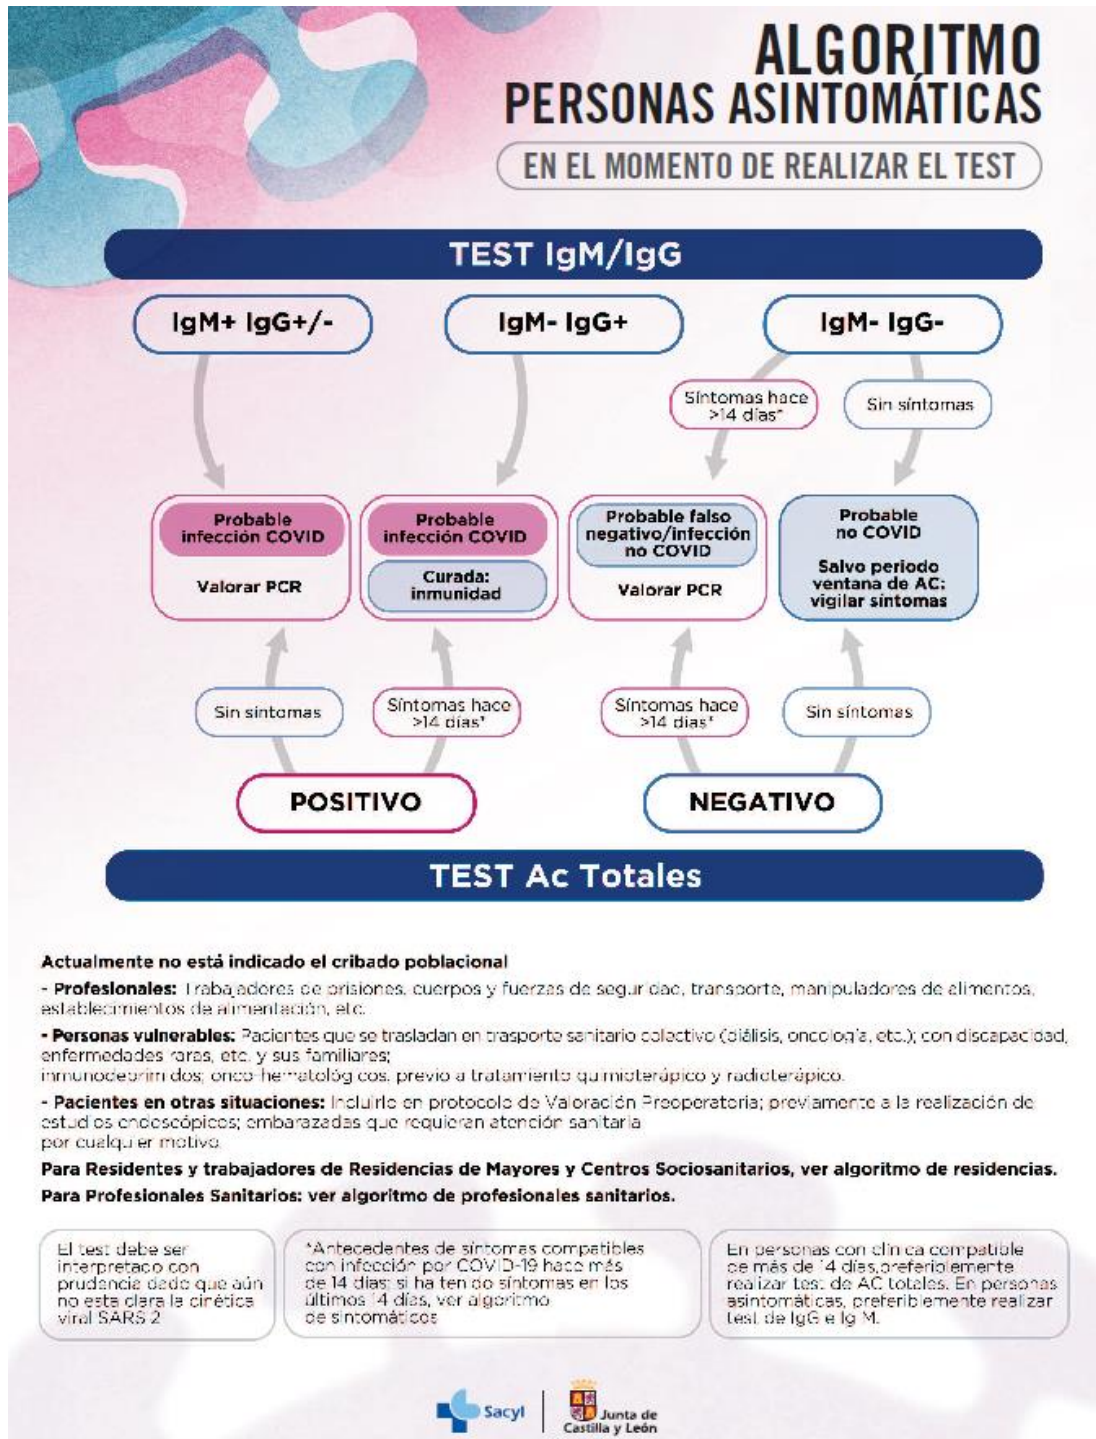 ALGORITMO
PERSONAS ASINTOMÁTICAS
EN EL MOMENTO DE REALIZAR EL TEST
TEST IgM/IgG
IgM+ IgG+/-
IgM- IgG+
IgM- IgG-
Síntomas hace
>14 días*
Sin síntomas
Probable
infección COVID
Valorar PCR
Probable
infección COVID
Curada:
inmunidad
Probable falso
negativo/infección
no COVID
Valorar PCR
Probable
no COVID
Salvo periodo
ventana de AC:
vigilar síntomas
Sin síntomas
Síntomas hace
>14 días*
Síntomas hace
>14 días*
Sin síntomas
POSITIVO
NEGATIVO
TEST Ac Totales
Actualmente no está indicado el cribado poblacional
- Profesionales: Trabajadores de prisiones, cuerpos y fuerzas de seguridad, transporte, manipuladores de alimentos,
establecimientos de alimentación, etc.
- Personas vulnerables: Pacientes que se trasladan en trasporte sanitario colectivo (diálisis, oncología, etc.); con discapacidad,
enfermedades raras, etc. y sus familiares;
inmunodeprimidos; onco-hematológicos, previo a tratamiento quimioterápico y radioterápico.
- Pacientes en otras situaciones: Incluirlo en protocolo de Valoración Preoperatoria; previamente a la realización de
estudios endoscópicos; embarazadas que requieran atención sanitaria
por cualquier motivo.
Para Residentes y trabajadores de Residencias de Mayores y Centros Sociosanitarios, ver algoritmo de residencias.
Para Profesionales Sanitarios: ver algoritmo de profesionales sanitarios.
El test debe ser
interpretado con
prudencia dado que aún
no esta clara la cinética
viral SARS 2
*Antecedentes de síntomas compatibles
con infección por COVID-19 hace más
de 14 días; si ha tenido síntomas en los
últimos 14 días, ver algoritmo
de sintomáticos
En personas con clínica compatible
de más de 14 días,preferiblemente
realizar test de AC totales. En personas
asintomáticas, preferiblemente realizar
test de IgG e Ig M.
Sacyl
Junta de
Castilla y León